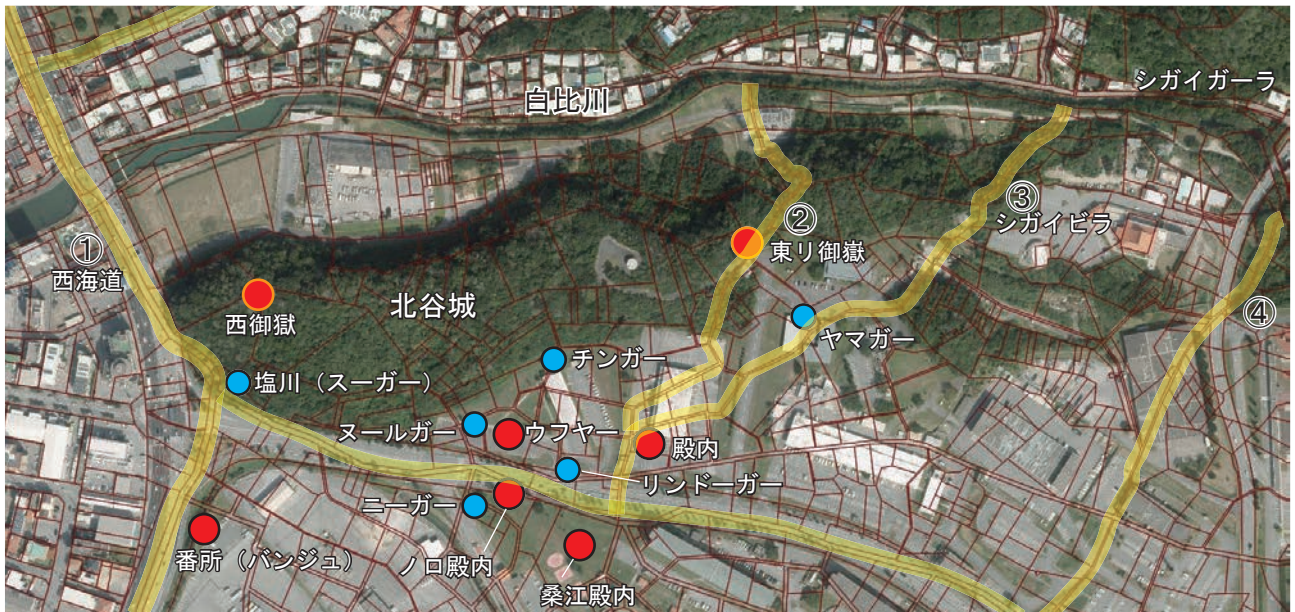 シガイガーラ
白比川
③
②
シガイビラ
①
西海道
東リ御嶽
西御獄
北谷城
④
ヤマガー
チンガー
塩川（スーガー）
ヌールガー
ウフヤー
殿内
リンドーガー
ニーガー
番所（バンジュ）
ノロ殿内
桑江殿内